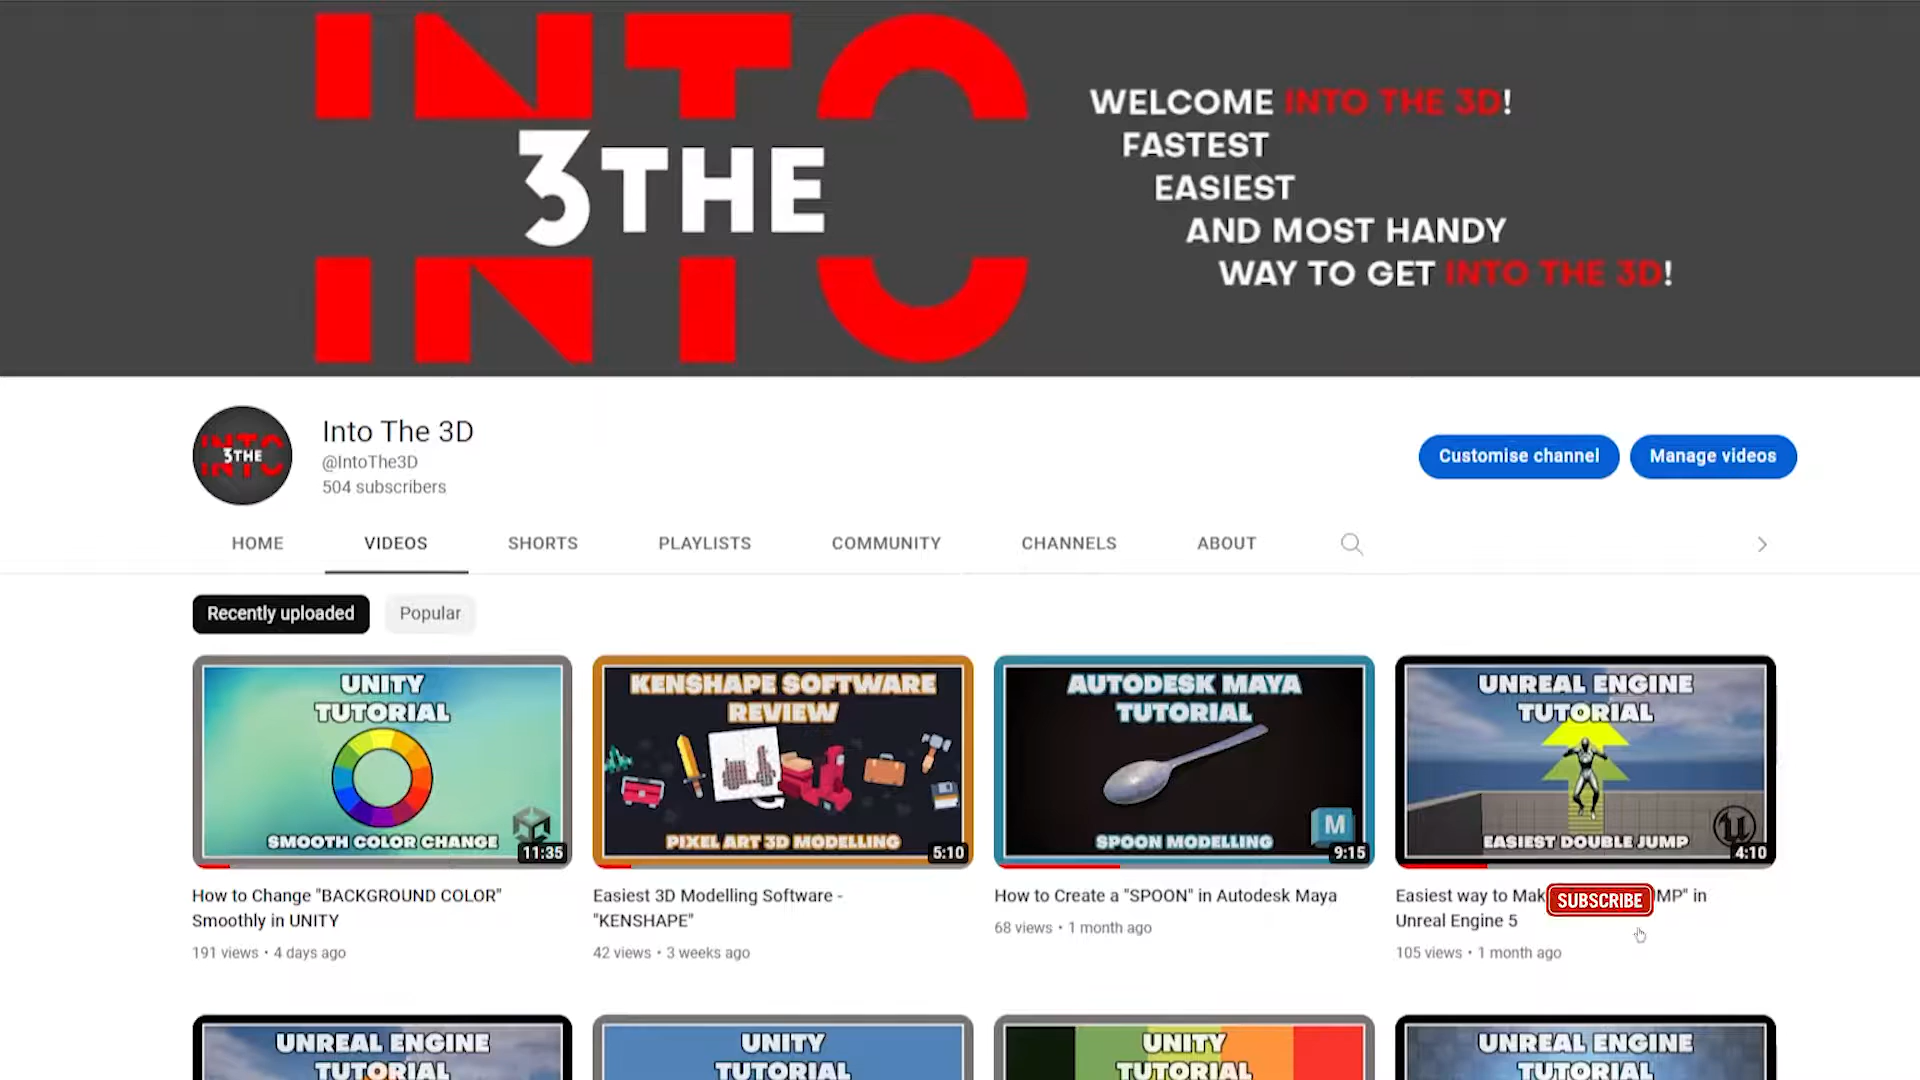 INTO
3THE
INTO
WELCOME INTO THE 3D!
FASTEST
EASIEST
AND MOST HANDY
WAY TO GET INTO THE 3D!
INTO
3THE
INTO
Into The 3D
@IntoThe3D
504 subscribers
Customise channel
Manage videos
HOME
VIDEOS
SHORTS
PLAYLISTS
COMMUNITY
CHANNELS
ABOUT
Recently uploaded
Popular
UNITY
TUTORIAL
SMOOTH COLOR CHANGE
11:35
How to Change "BACKGROUND COLOR"
Smoothly in UNITY
191 views • 4 days ago
KENSHAPE SOFTWARE
REVIEW
PIXEL ART 3D MODELLING
5:10
Easiest 3D Modelling Software -
"KENSHAPE"
42 views • 3 weeks ago
AUTODESK MAYA
TUTORIAL
M
SPOON MODELLING
9:15
How to Create a "SPOON" in Autodesk Maya
68 views • 1 month ago
UNREAL ENGINE
TUTORIAL
EASIEST DOUBLE JUMP
4:10
Easiest way to Mak SUBSCRIBE MP" in
Unreal Engine 5
105 views • 1 month ago
UNREAL ENGINE
TUTORIAL
UNITY
TUTORIAL
UNITY
TUTORIAL
UNREAL ENGINE
TUTORIAL